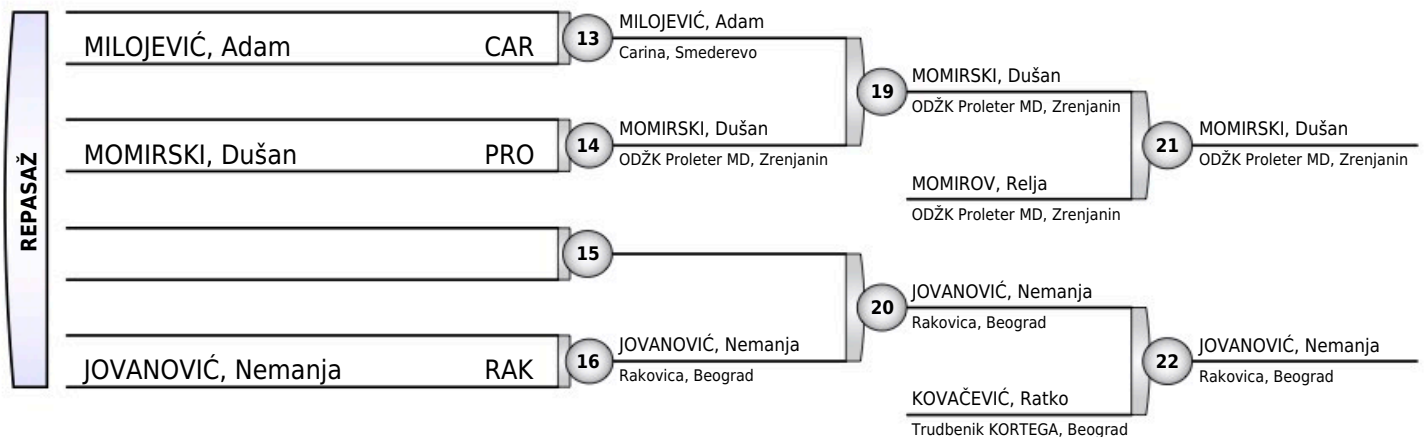 REPASAŽ
MILOJEVIĆ, Adam CAR
13
MILOJEVIĆ, Adam
Carina, Smederevo
MOMIRSKI, Dušan PRO
14
MOMIRSKI, Dušan
ODŽK Proleter MD, Zrenjanin
15
JOVANOVIĆ, Nemanja RAK
16
JOVANOVIĆ, Nemanja
Rakovica, Beograd
19
MOMIRSKI, Dušan
ODŽK Proleter MD, Zrenjanin
MOMIROV, Relja
ODŽK Proleter MD, Zrenjanin
20
JOVANOVIĆ, Nemanja
Rakovica, Beograd
KOVAČEVIĆ, Ratko
Trudbenik KORTEGA, Beograd
21
MOMIRSKI, Dušan
ODŽK Proleter MD, Zrenjanin
22
JOVANOVIĆ, Nemanja
Rakovica, Beograd